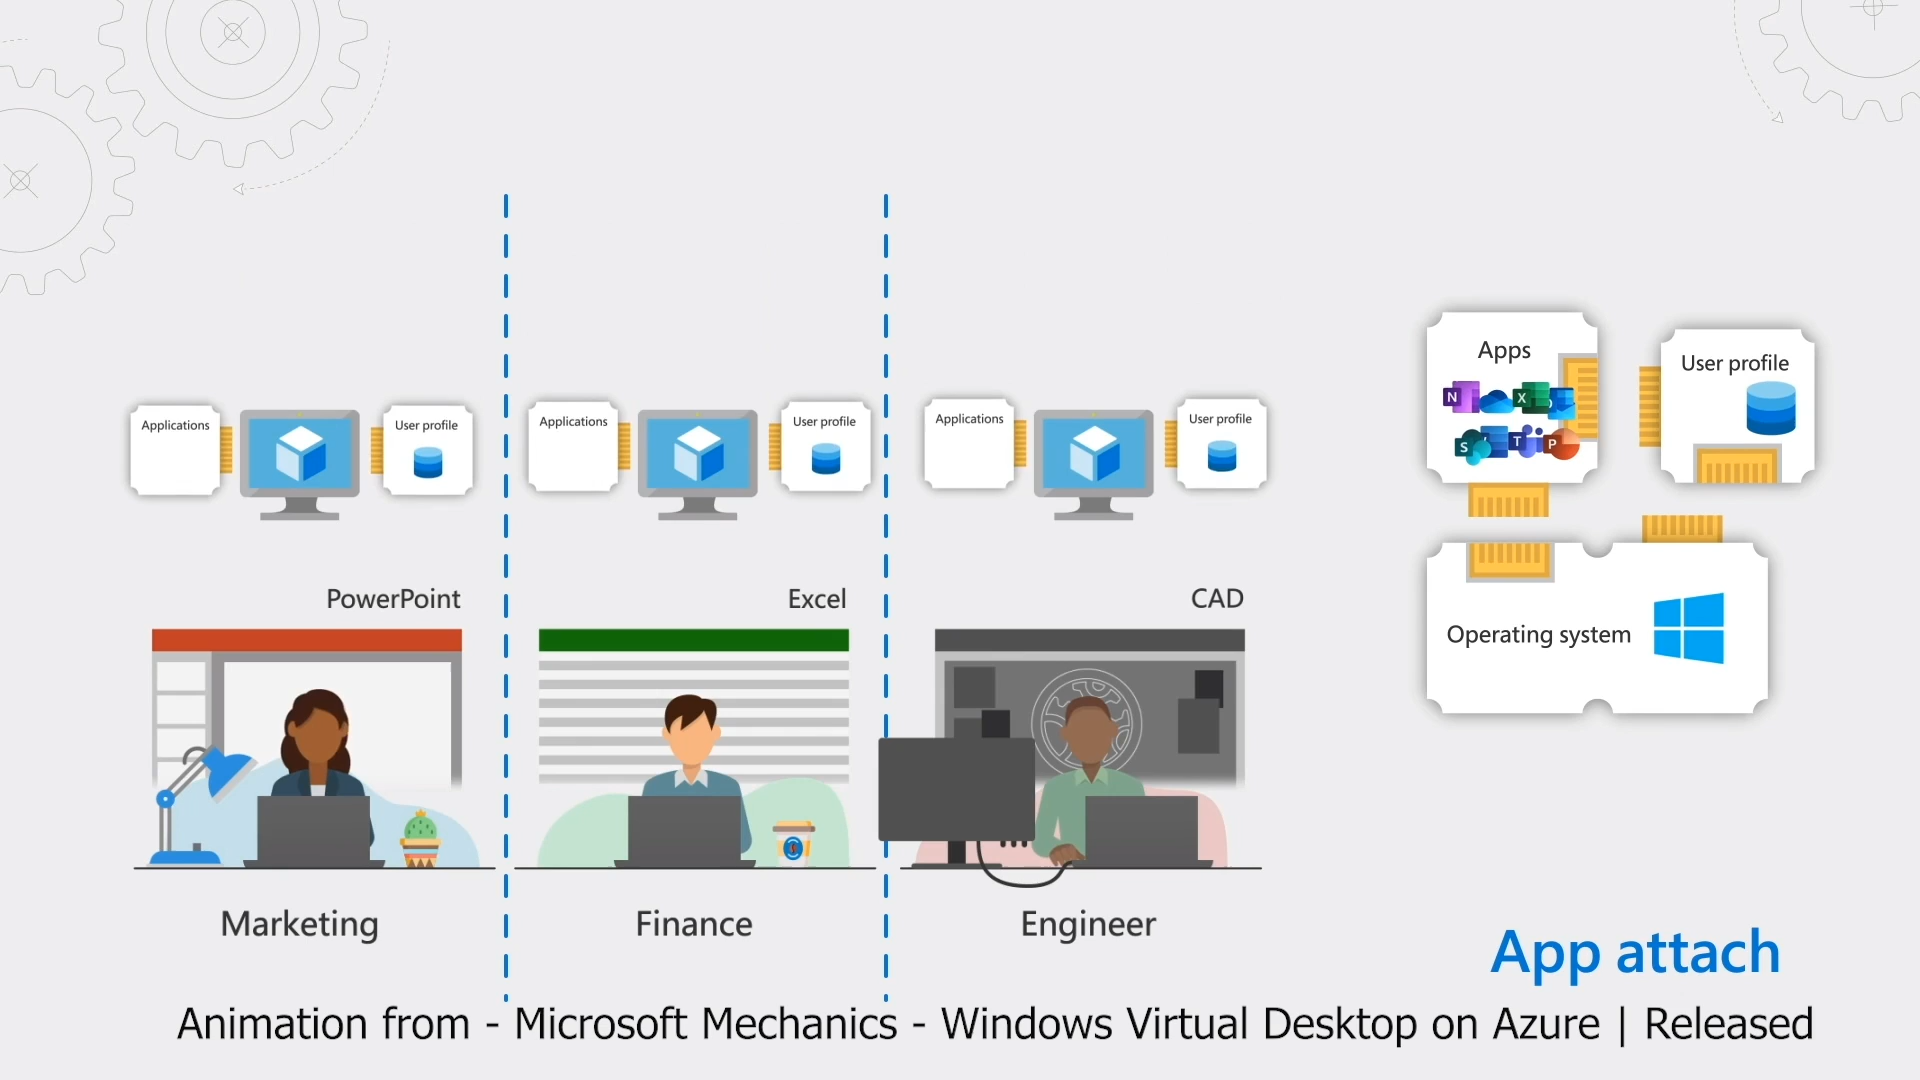 Applications
User profile
Applications
User profile
Applications
User profile
Apps
N
X
S
T
P
User profile
Operating system
PowerPoint
Excel
CAD
Marketing
Finance
Engineer
App attach
Animation from - Microsoft Mechanics - Windows Virtual Desktop on Azure | Released